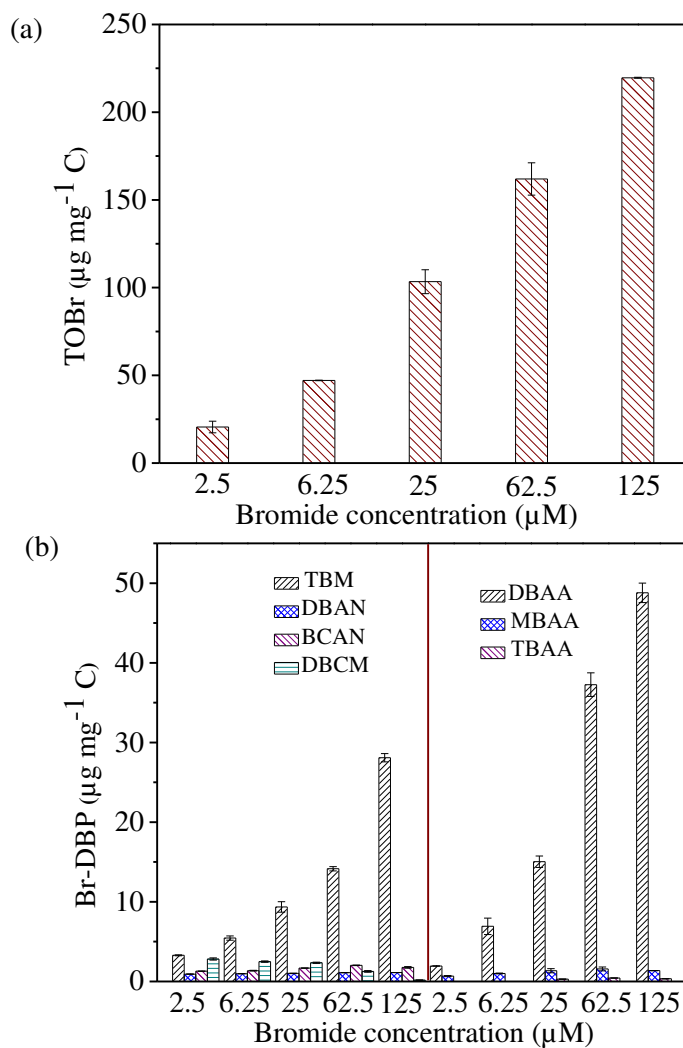 (a)
250
200
150
100
50
0
TOBr (µg mg⁻¹ C)
2.5 6.25 25 62.5 125
Bromide concentration (µM)
(b)
50
40
30
20
10
0
Br-DBP (µg mg⁻¹ C)
TBM
DBAN
BCAN
DBCM
DBAA
MBAA
TBAA
2.5 6.25 25 62.5 125 2.5 6.25 25 62.5 125
Bromide concentration (µM)